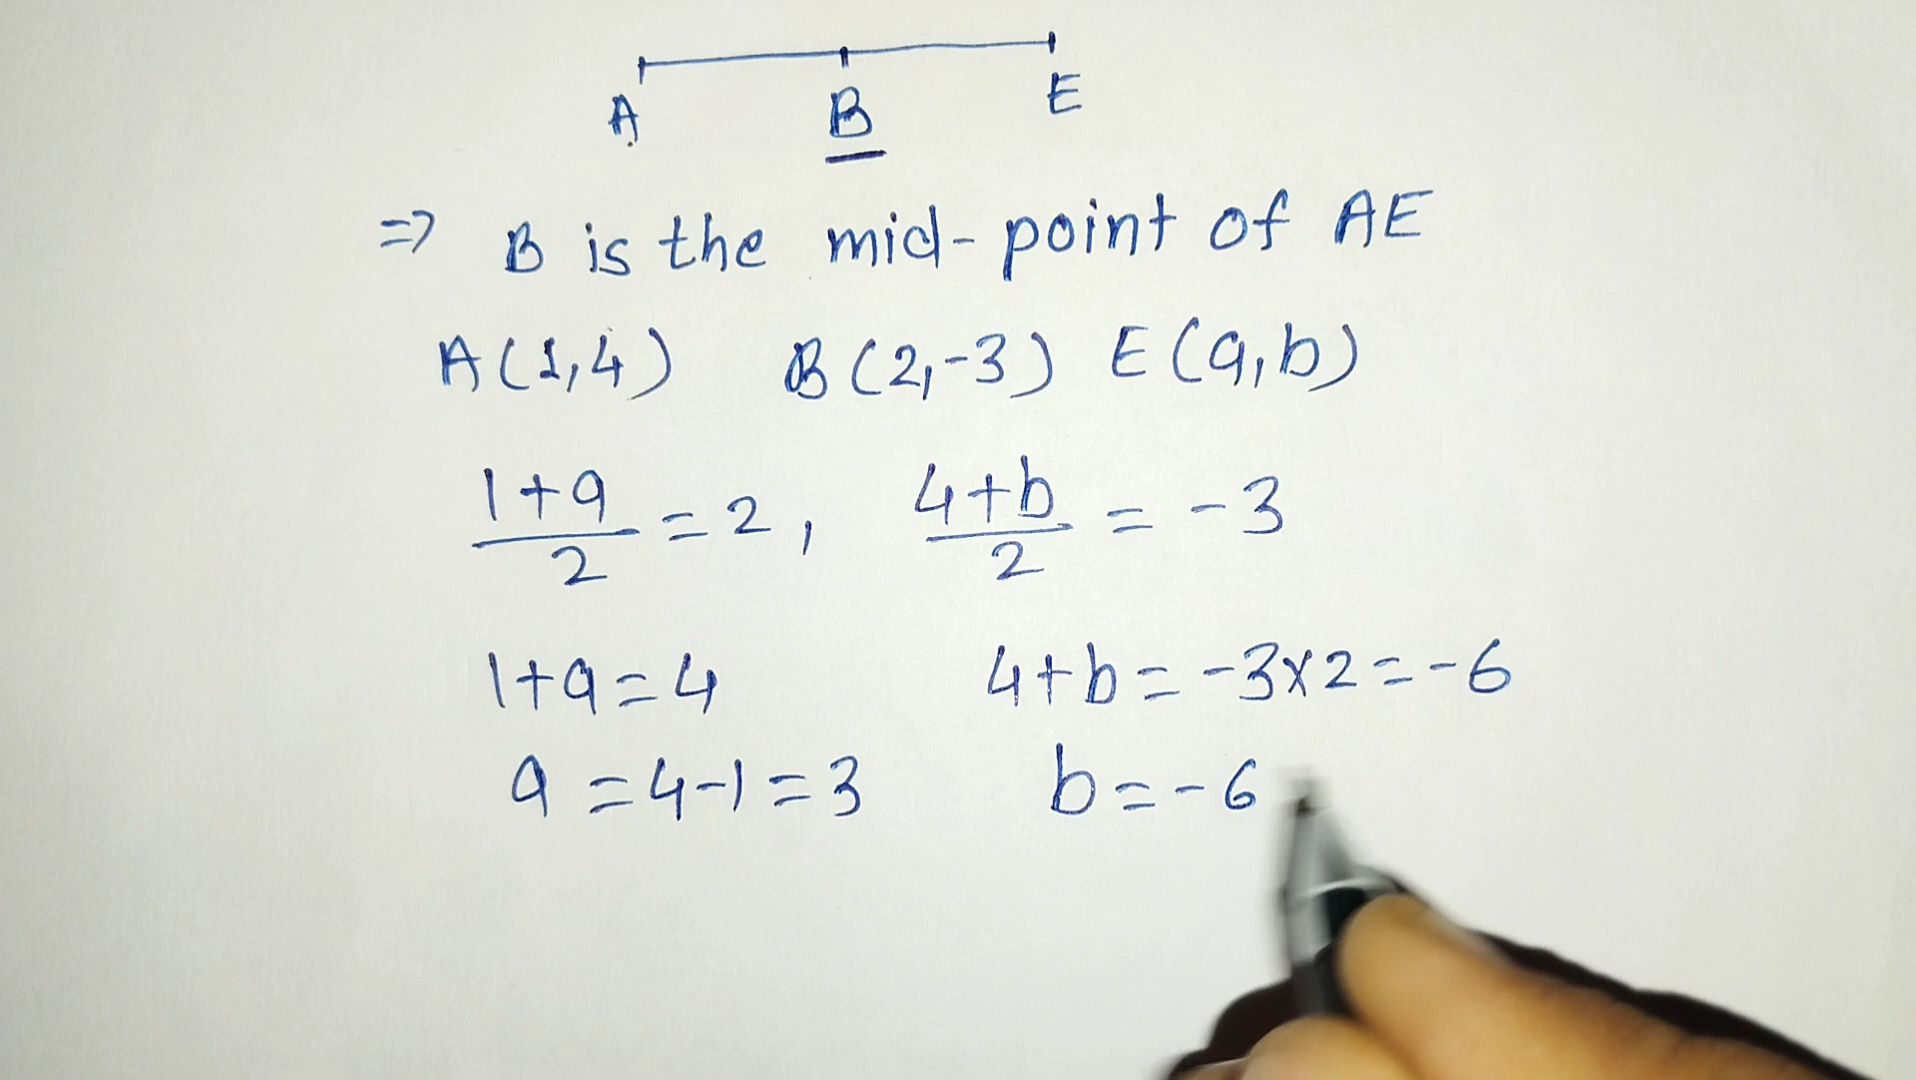 A B E
=> B is the mid-point of AE
A(1,4) B(2,-3) E(a,b)
1+a/2 = 2, 4+b/2 = -3
1+a=4 4+b=-3×2=-6
a=4-1=3 b=-6